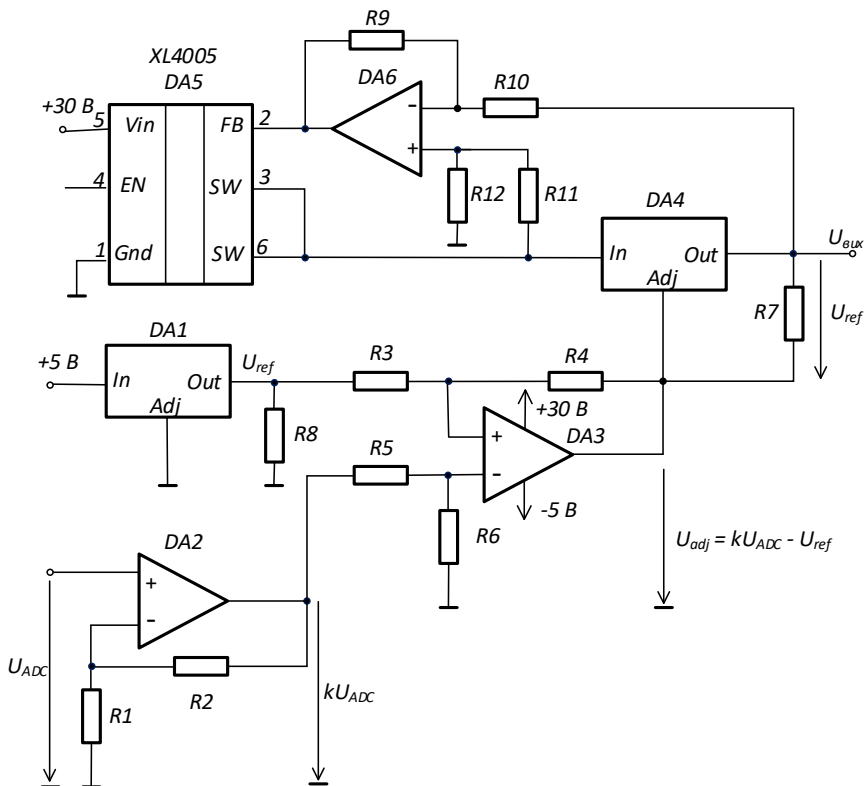 R9
XL4005
DA5
DA6
R10
+30 В
5
Vin
FB
2
-
+
4
EN
SW
3
R12
R11
DA4
1
Gnd
SW
6
In
Out
Adj
Uвих
R7
Uref
DA1
+5 В
In
Out
Adj
Uref
R3
R4
R8
+30 В
R5
+
-
DA3
-5 В
R6
Uadj = kUADC - Uref
DA2
+
-
UADC
R2
R1
kUADC